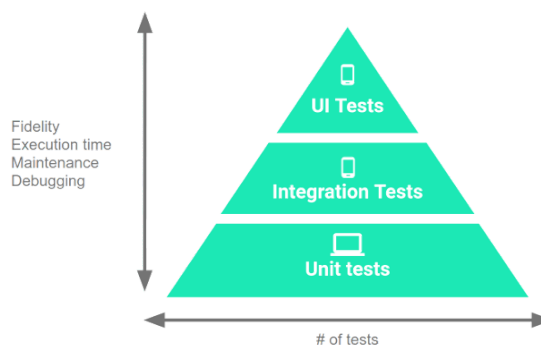 Fidelity
Execution time
Maintenance
Debugging
UI Tests
Integration Tests
Unit tests
# of tests